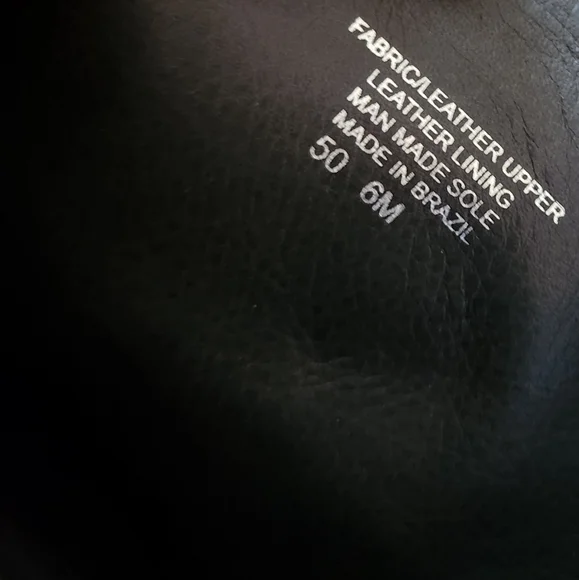 FABRIC/LEATHER UPPER
LEATHER LINING
MAN MADE SOLE
MADE IN BRAZIL
50 6M